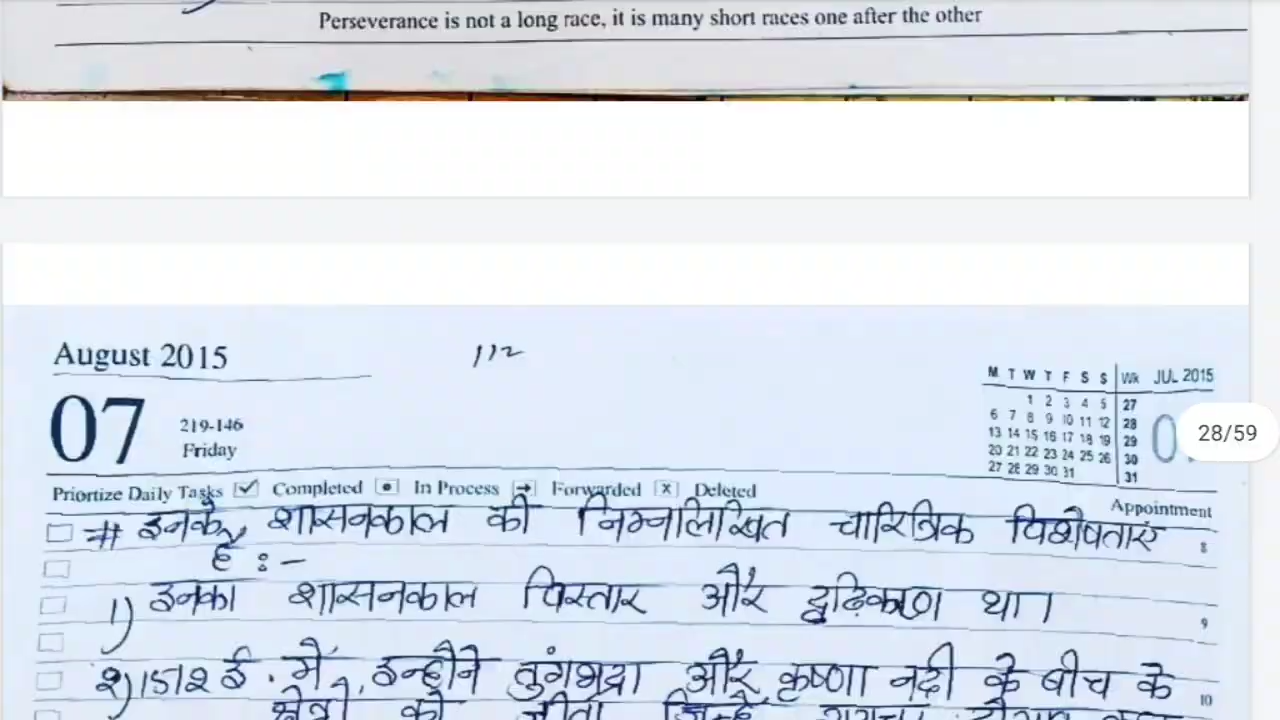 Perseverance is not a long race, it is many short races one after the other
August 2015
112
07
219-146
Friday
M T W T F S S Wk JUL 2015
1 2 3 4 5 27
6 7 8 9 10 11 12 28
13 14 15 16 17 18 19 29
20 21 22 23 24 25 26 30
27 28 29 30 31 31
28/59
Priortize Daily Tasks Completed In Process Forwarded Deleted
Appointment
# इनके शासनकाल की निम्नलिखित चारित्रिक विशेषताएं 8
है :-
1) इनका शासनकाल विस्तार और दृढ़िकरण था। 9
2) 1512 ई. में इन्होने तुंगभद्रा और कृष्णा नदी के बीच के 10
क्षेत्रो को जीता जिन्हे